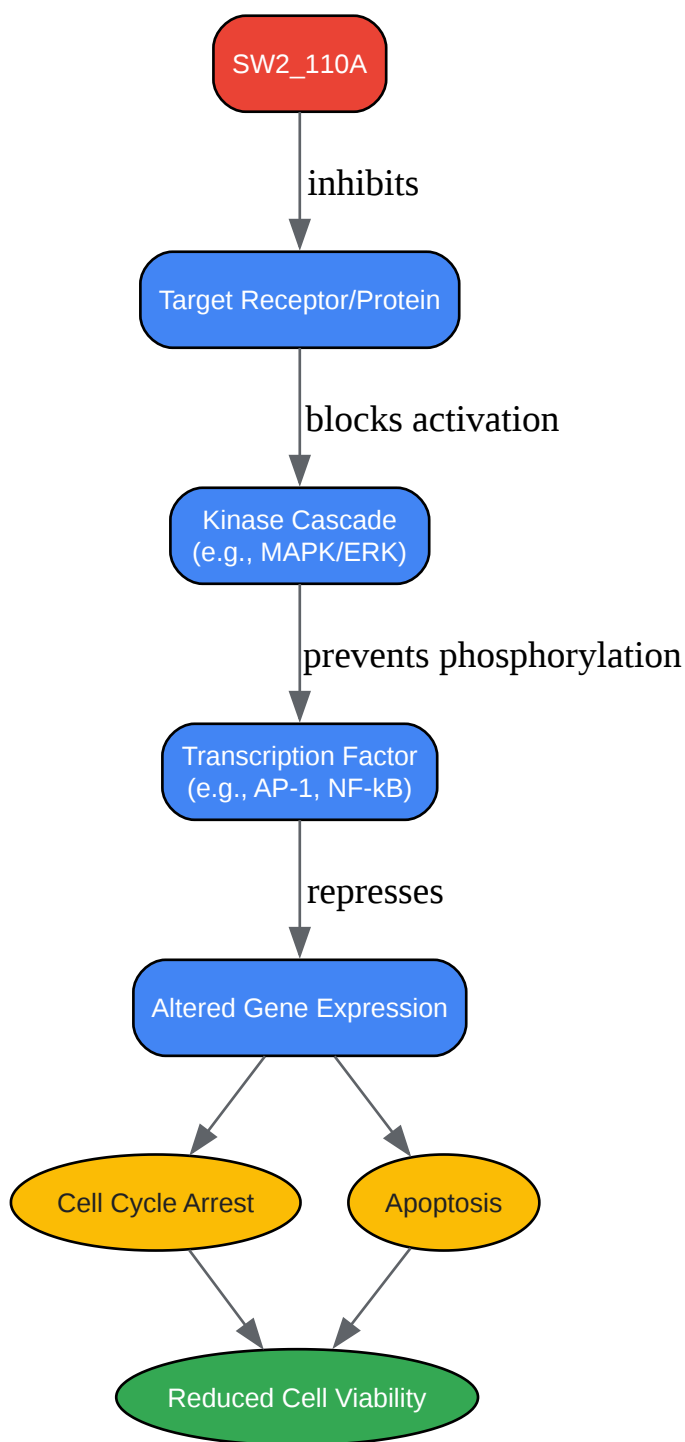 SW2_110A
inhibits
Target Receptor/Protein
blocks activation
Kinase Cascade
(e.g., MAPK/ERK)
prevents phosphorylation
Transcription Factor
(e.g., AP-1, NF-kB)
represses
Altered Gene Expression
Cell Cycle Arrest
Apoptosis
Reduced Cell Viability